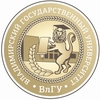 ВЛАДИМИРСКИЙ ГОСУДАРСТВЕННЫЙ УНИВЕРСИТЕТ
ВлГУ